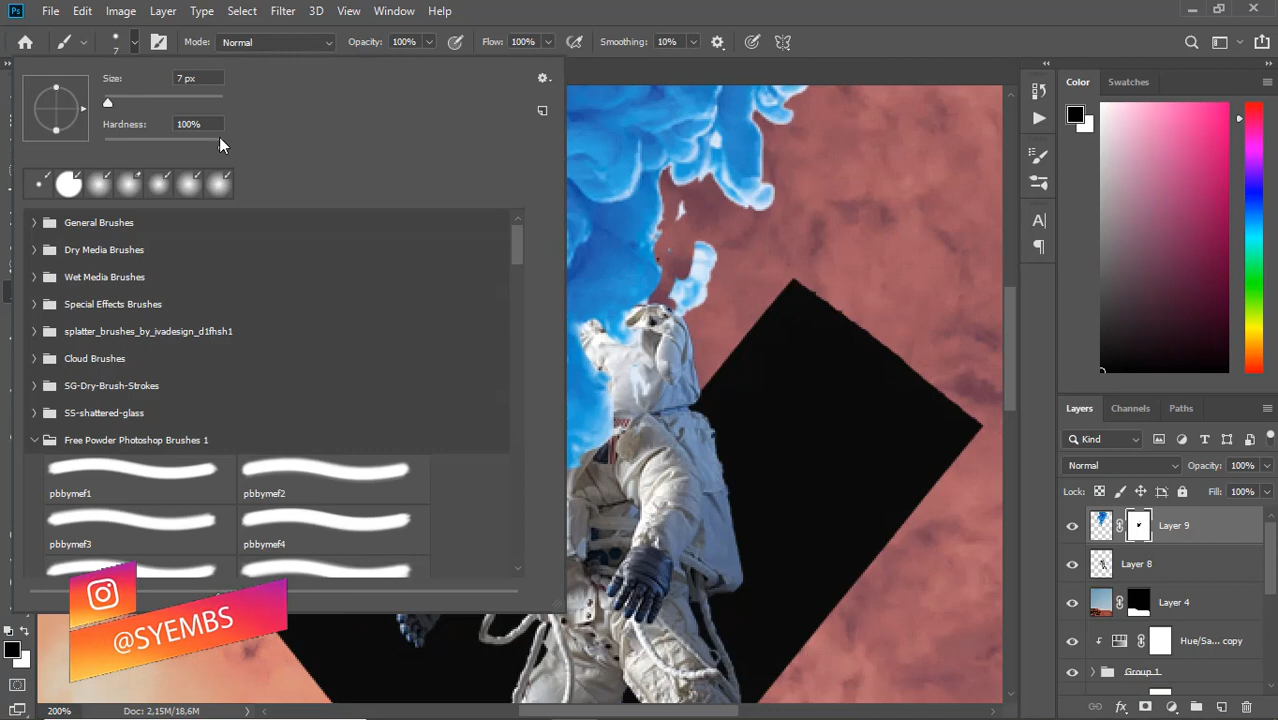 Ps File Edit Image Layer Type Select Filter 3D View Window Help
7 Mode: Normal Opacity: 100% Flow: 100% Smoothing: 10%
Size: 7 px
Hardness: 100%
General Brushes
Dry Media Brushes
Wet Media Brushes
Special Effects Brushes
splatter_brushes_by_ivadesign_d1fhsh1
Cloud Brushes
SG-Dry-Brush-Strokes
SS-shattered-glass
Free Powder Photoshop Brushes 1
pbbymef1 pbbymef2
pbbymef3 pbbymef4
@SYEMBS
200% Doc: 2,15M/18,6M
Color Swatches
Layers Channels Paths
Kind
Normal Opacity: 100%
Lock: Fill: 100%
Layer 9
Layer 8
Layer 4
Hue/Sa... copy
Group 1